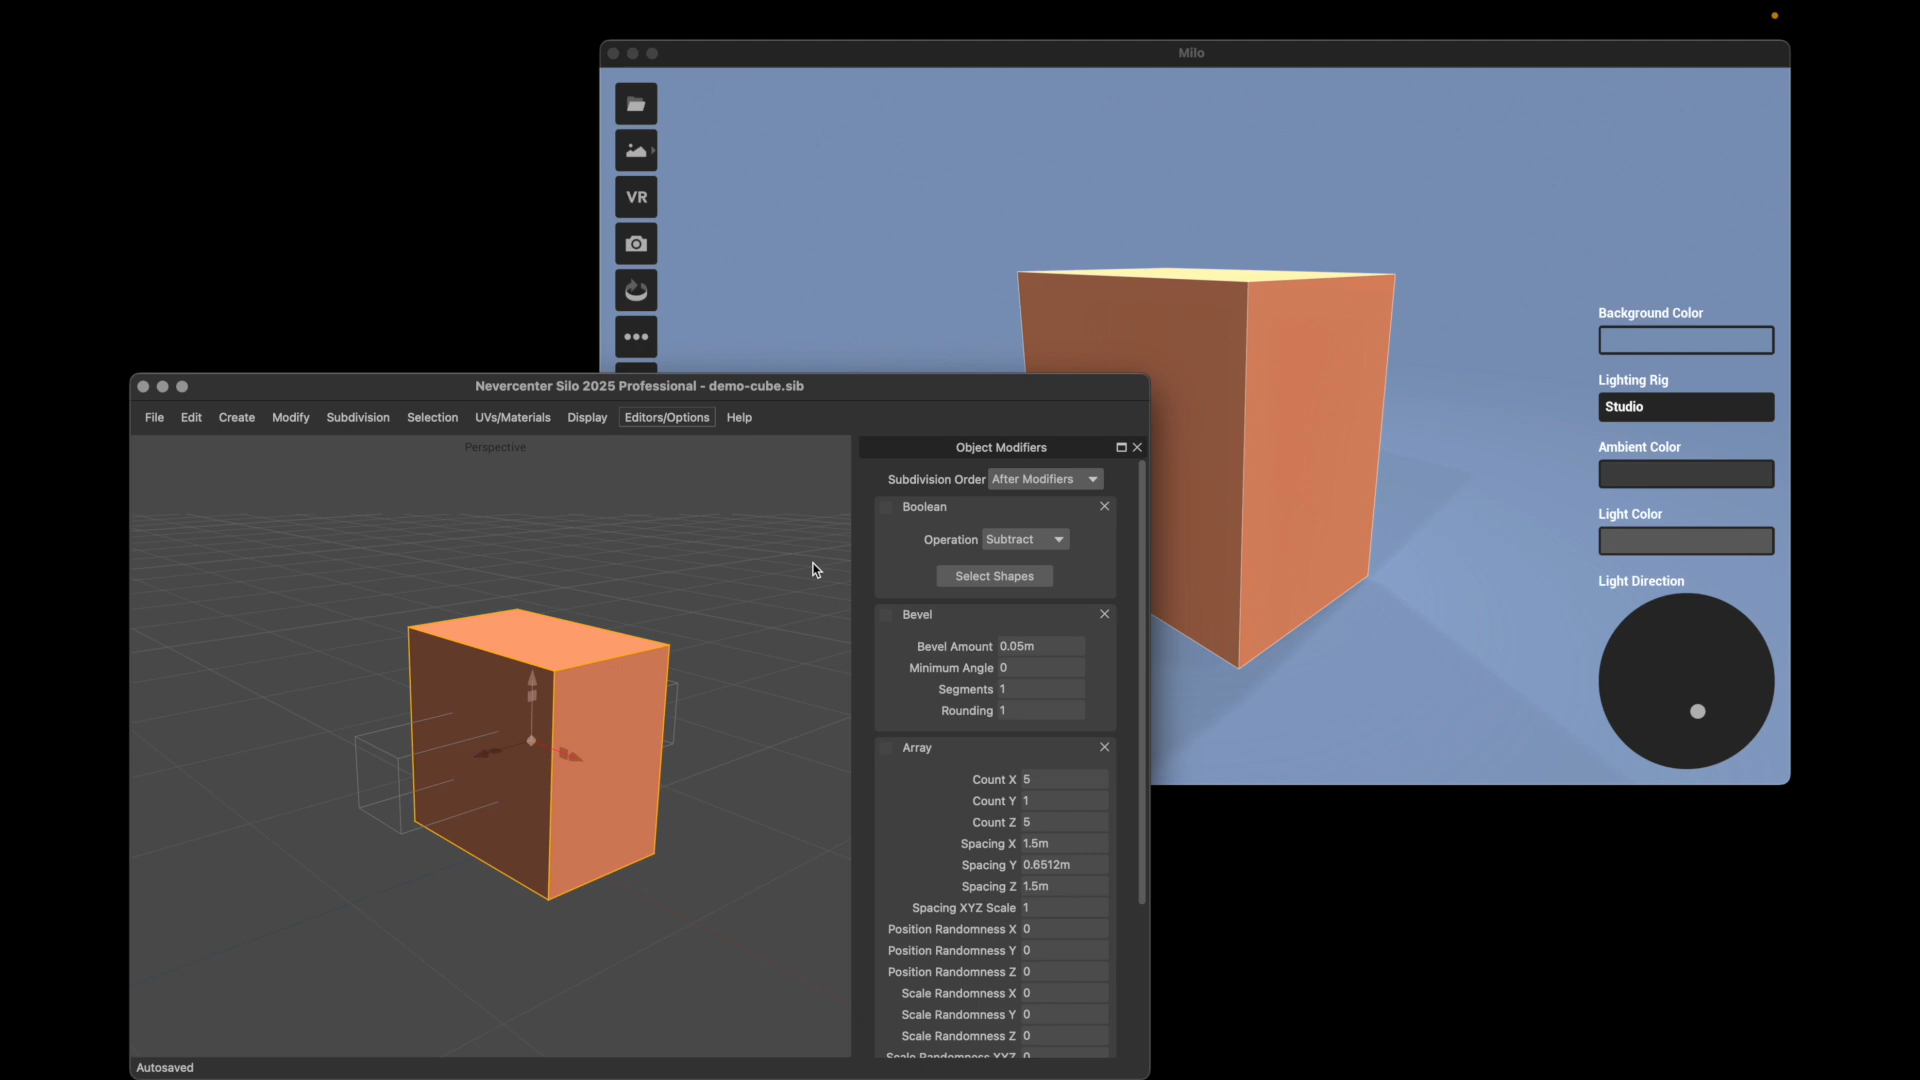 Milo
VR
Background Color
Lighting Rig
Studio
Ambient Color
Light Color
Light Direction
Nevercenter Silo 2025 Professional - demo-cube.sib
File Edit Create Modify Subdivision Selection UVs/Materials Display Editors/Options Help
Perspective
Object Modifiers
Subdivision Order After Modifiers
Boolean
Operation Subtract
Select Shapes
Bevel
Bevel Amount 0.05m
Minimum Angle 0
Segments 1
Rounding 1
Array
Count X 5
Count Y 1
Count Z 5
Spacing X 1.5m
Spacing Y 0.6512m
Spacing Z 1.5m
Spacing XYZ Scale 1
Position Randomness X 0
Position Randomness Y 0
Position Randomness Z 0
Scale Randomness X 0
Scale Randomness Y 0
Scale Randomness Z 0
Scale Randomness XYZ 0
Autosaved